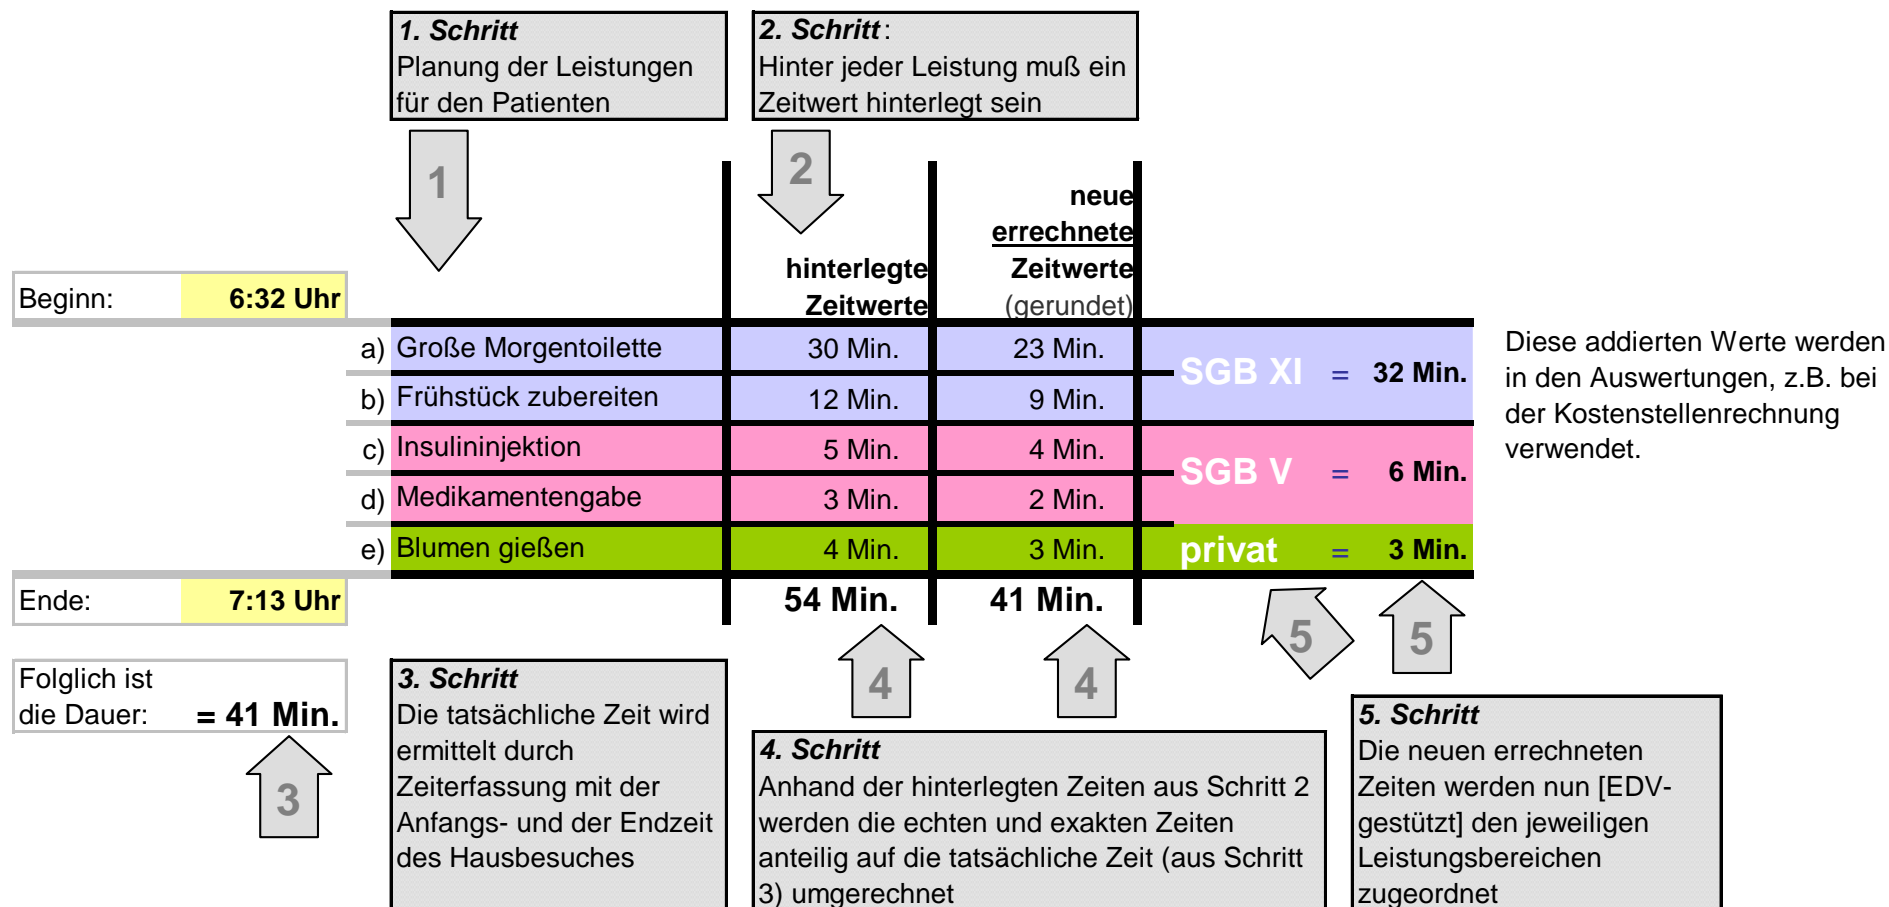 1. Schritt
Planung der Leistungen
für den Patienten
2. Schritt:
Hinter jeder Leistung muß ein
Zeitwert hinterlegt sein
1
2
hinterlegte
Zeitwerte
neue
errechnete
Zeitwerte
(gerundet)
Beginn: 6:32 Uhr
a) Große Morgentoilette 30 Min. 23 Min.
b) Frühstück zubereiten 12 Min. 9 Min.
SGB XI = 32 Min.
c) Insulininjektion 5 Min. 4 Min.
d) Medikamentengabe 3 Min. 2 Min.
SGB V = 6 Min.
e) Blumen gießen 4 Min. 3 Min. privat = 3 Min.
Diese addierten Werte werden
in den Auswertungen, z.B. bei
der Kostenstellenrechnung
verwendet.
Ende: 7:13 Uhr
54 Min. 41 Min.
Folglich ist
die Dauer: = 41 Min.
3
4
4
5
5
3. Schritt
Die tatsächliche Zeit wird
ermittelt durch
Zeiterfassung mit der
Anfangs- und der Endzeit
des Hausbesuches
4. Schritt
Anhand der hinterlegten Zeiten aus Schritt 2
werden die echten und exakten Zeiten
anteilig auf die tatsächliche Zeit (aus Schritt
3) umgerechnet
5. Schritt
Die neuen errechneten
Zeiten werden nun [EDV-
gestützt] den jeweiligen
Leistungsbereichen
zugeordnet